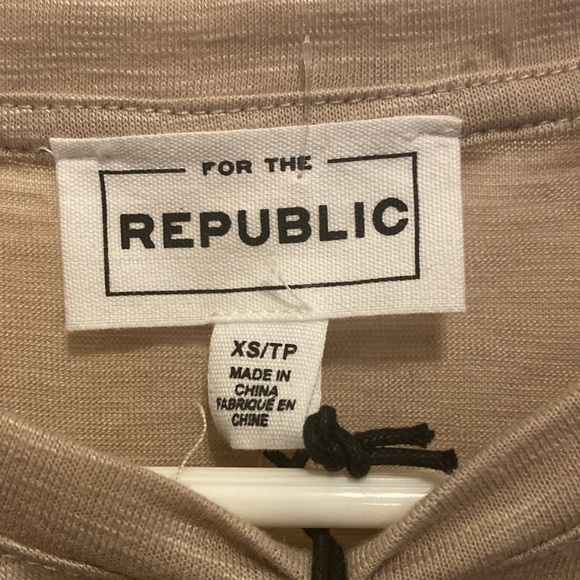 FOR THE
REPUBLIC
XS/TP
MADE IN
CHINA
FABRIQUÉ EN
CHINE